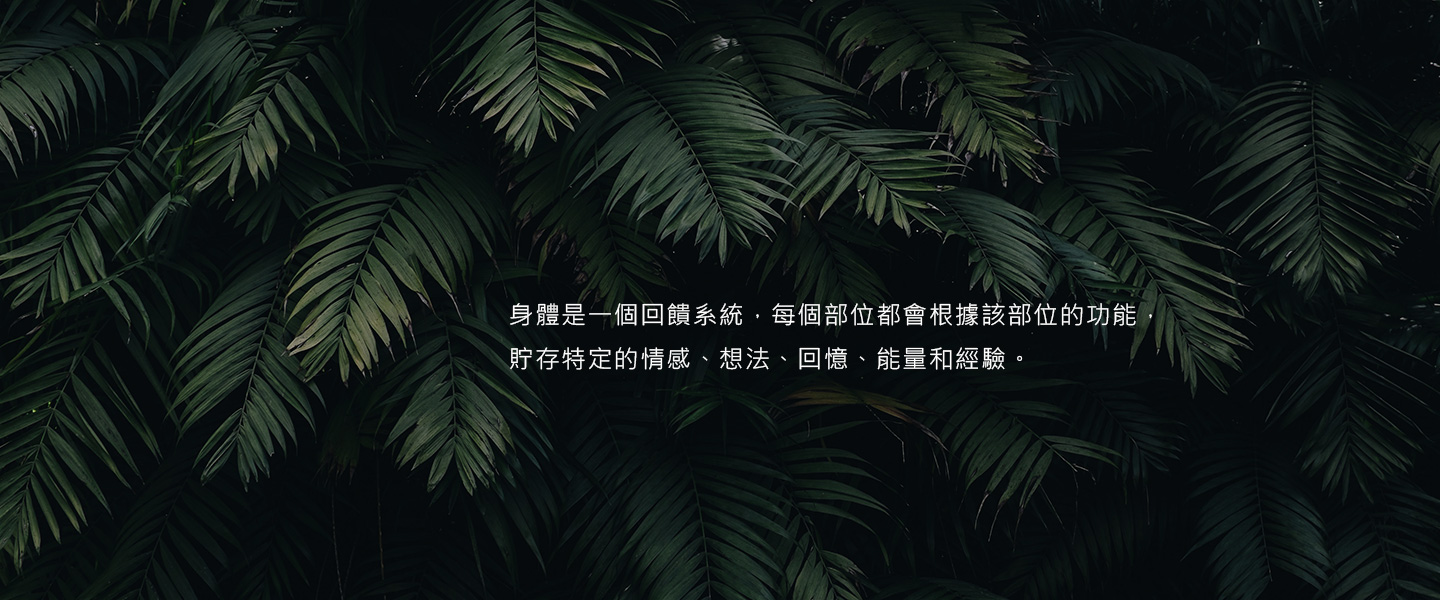 身體是一個回饋系統，每個部位都會根據該部位的功能，
貯存特定的情感、想法、回憶、能量和經驗。